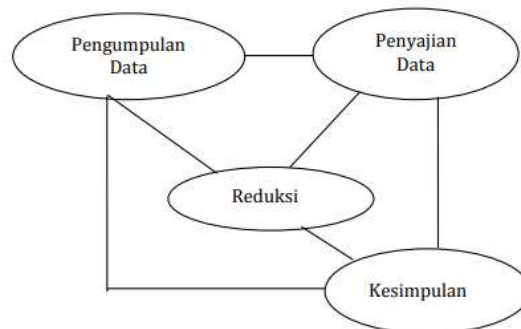 Pengumpulan
Data
Penyajian
Data
Reduksi
Kesimpulan